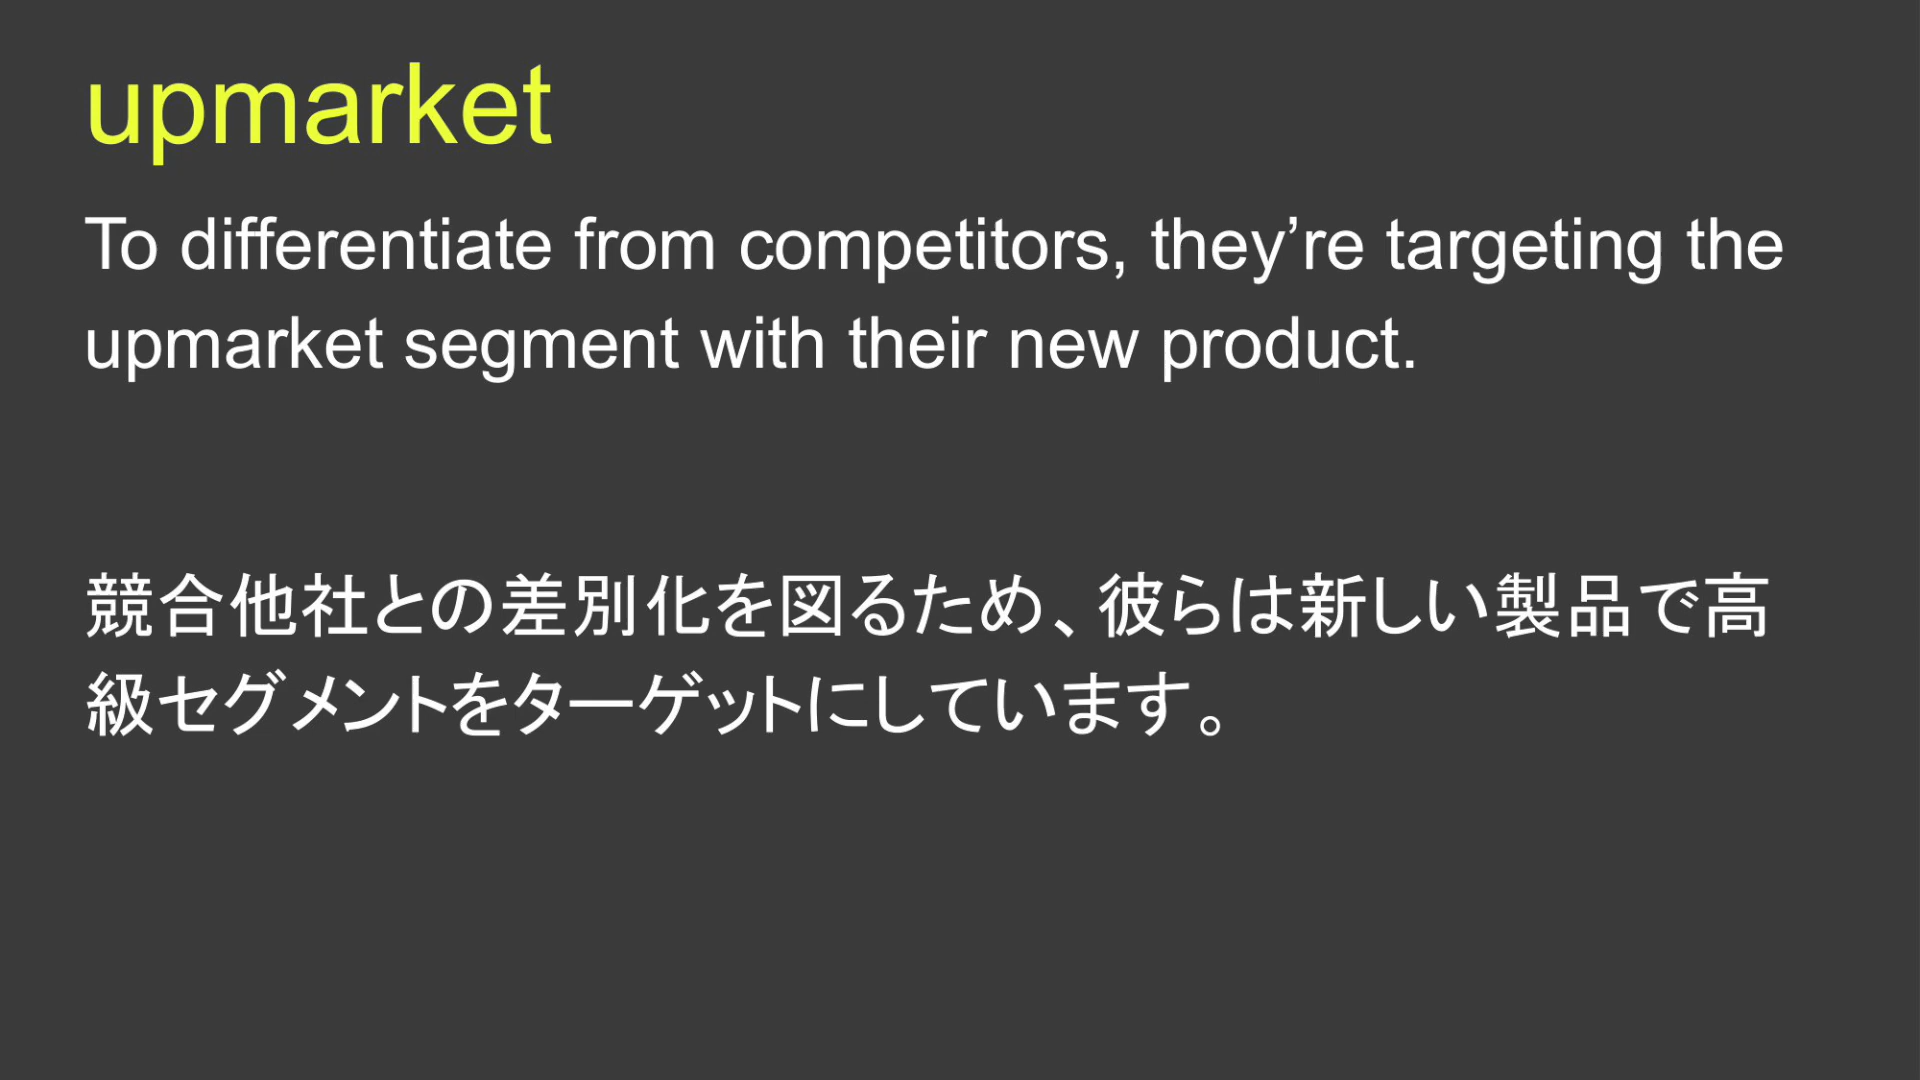 upmarket
To differentiate from competitors, they’re targeting the
upmarket segment with their new product.
競合他社との差別化を図るため、彼らは新しい製品で高
級セグメントをターゲットにしています。